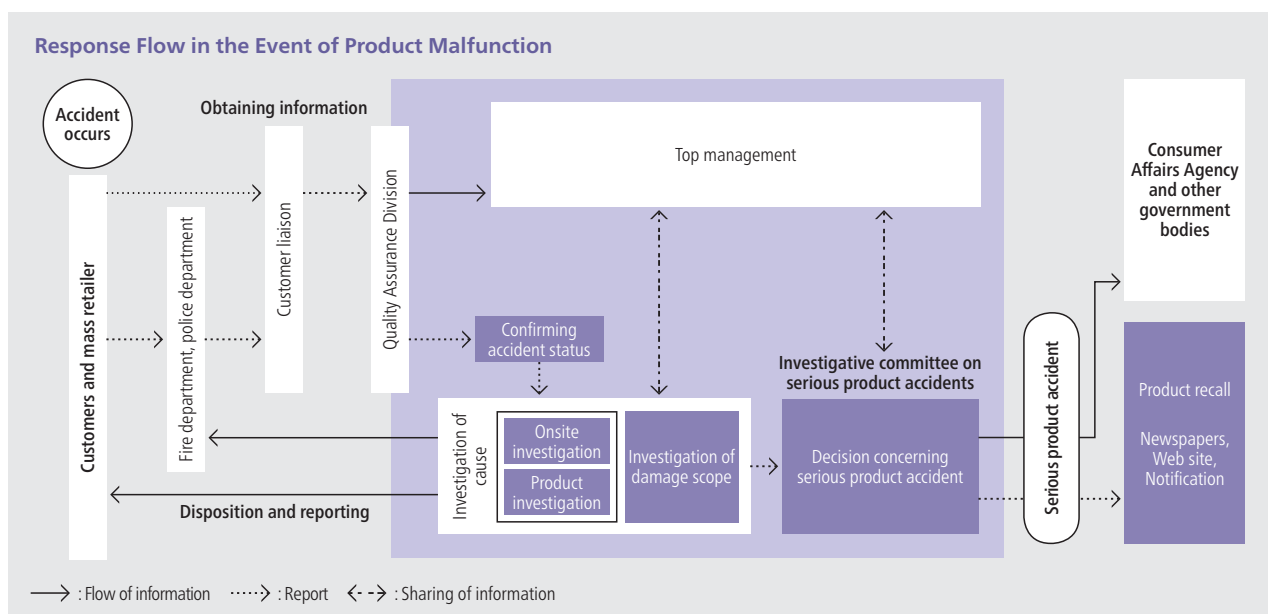 Response Flow in the Event of Product Malfunction
Accident
occurs
Obtaining information
Customers and mass retailer
Fire department, police department
Customer liaison
Quality Assurance Division
Top management
Confirming
accident status
Investigation of
cause
Onsite
investigation
Product
investigation
Investigation of
damage scope
Investigative committee on
serious product accidents
Decision concerning
serious product accident
Disposition and reporting
Serious product accident
Consumer
Affairs Agency
and other
government
bodies
Product recall
Newspapers,
Web site,
Notification
: Flow of information : Report : Sharing of information